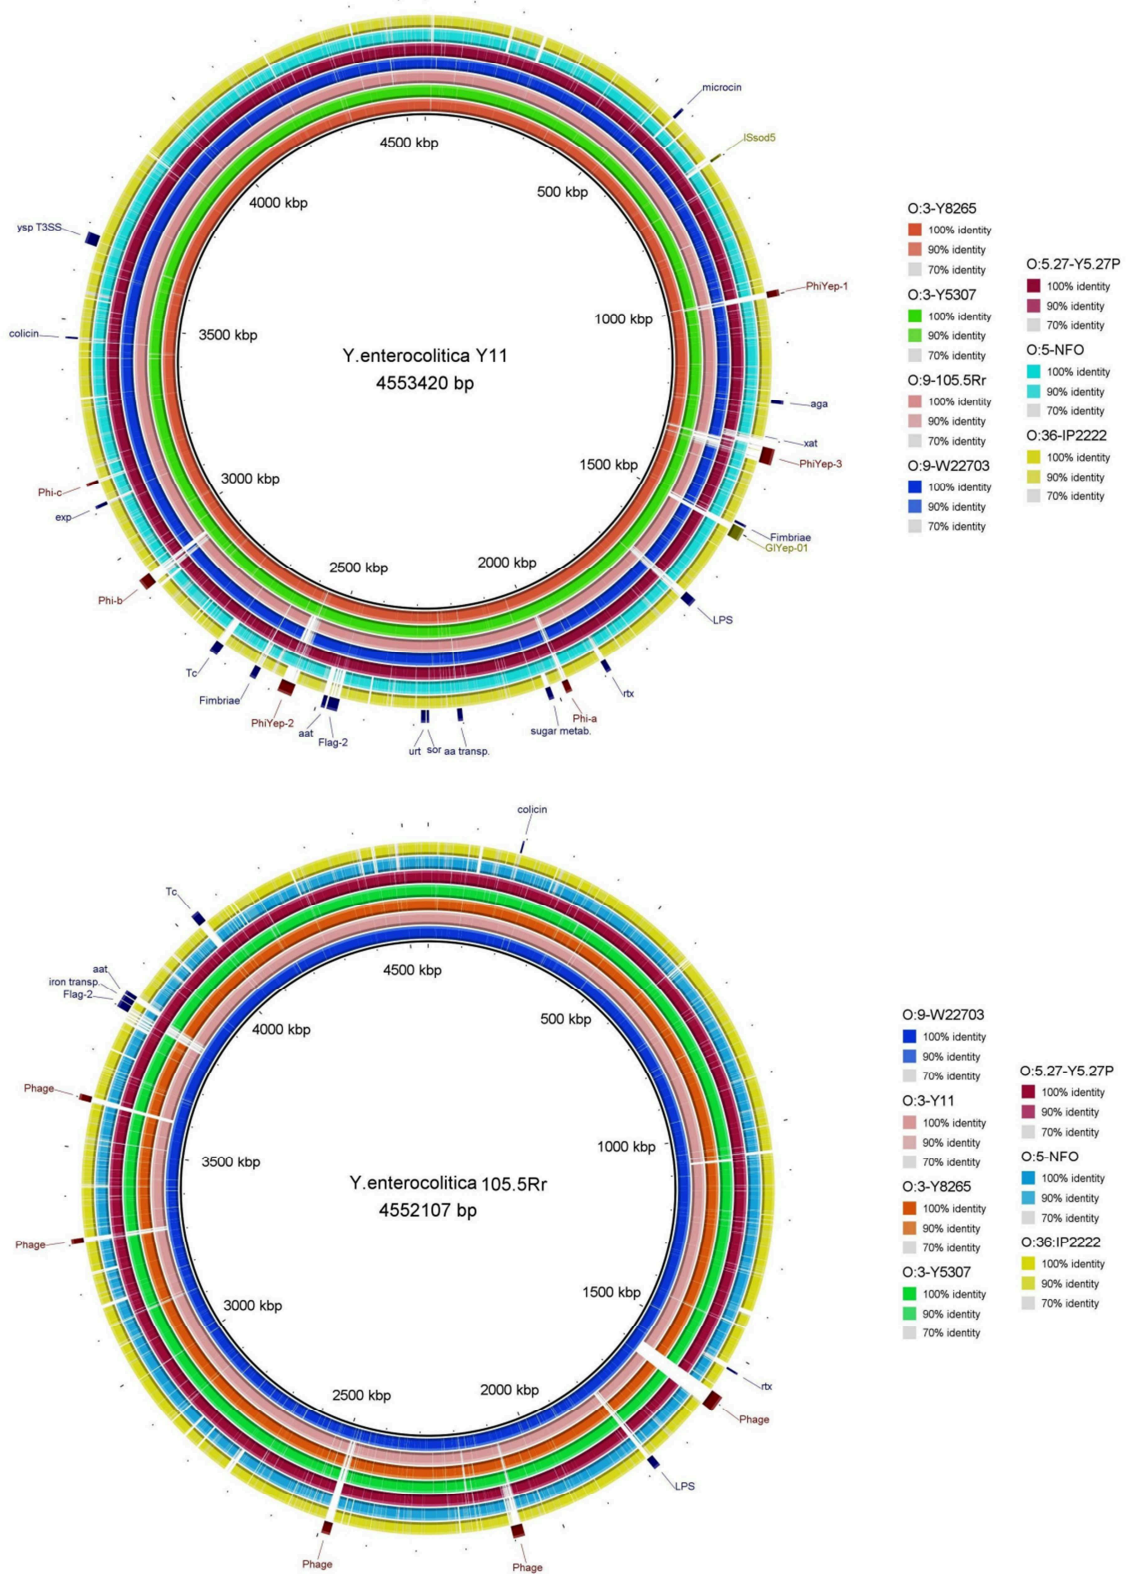 microcin
ISsod5
4500 kbp
500 kbp
4000 kbp
ysp T3SS
O:3-Y8265
100% identity
90% identity
70% identity
O:5.27-Y5.27P
100% identity
90% identity
70% identity
PhiYep-1
O:3-Y5307
100% identity
90% identity
70% identity
1000 kbp
colicin
3500 kbp
Y.enterocolitica Y11
4553420 bp
O:5-NFO
100% identity
90% identity
70% identity
O:9-105.5Rr
100% identity
90% identity
70% identity
aga
xat
PhiYep-3
O:36-IP2222
100% identity
90% identity
70% identity
O:9-W22703
100% identity
90% identity
70% identity
1500 kbp
3000 kbp
Phi-c
exp
Fimbriae
GIYep-01
2500 kbp
2000 kbp
Phi-b
LPS
Tc
rtx
Fimbriae
PhiYep-2
aat
Flag-2
urt
sor
aa transp.
sugar metab.
Phi-a
colicin
Tc
4500 kbp
500 kbp
4000 kbp
aat
iron transp.
Flag-2
O:9-W22703
100% identity
90% identity
70% identity
O:5.27-Y5.27P
100% identity
90% identity
70% identity
Phage
O:3-Y11
100% identity
90% identity
70% identity
1000 kbp
3500 kbp
Y.enterocolitica 105.5Rr
4552107 bp
O:5-NFO
100% identity
90% identity
70% identity
O:3-Y8265
100% identity
90% identity
70% identity
Phage
O:36:IP2222
100% identity
90% identity
70% identity
O:3-Y5307
100% identity
90% identity
70% identity
1500 kbp
3000 kbp
2500 kbp
2000 kbp
rtx
Phage
LPS
Phage
Phage